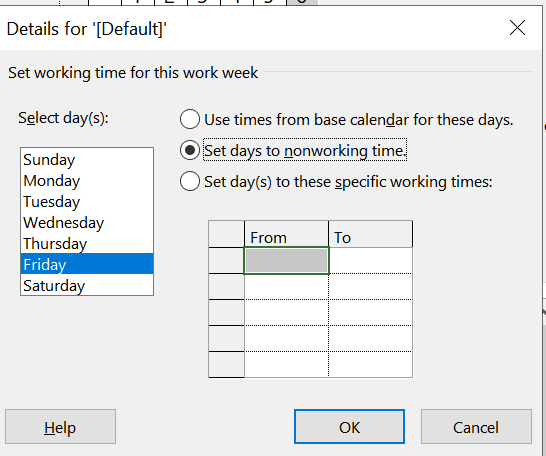 Details for '[Default]'
Set working time for this work week
Select day(s):
Use times from base calendar for these days.
Sunday
Monday
Tuesday
Wednesday
Thursday
Friday
Saturday
Set days to nonworking time.
Set day(s) to these specific working times:
From To
Help OK Cancel